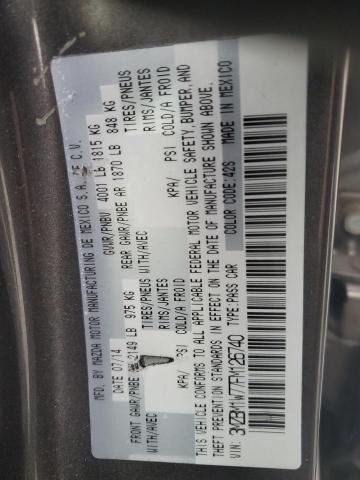 MFD. BY MAZDA MOTOR MANUFACTURING DE MEXICO S.A. DE C.V.
DATE 07/14 GVWR/PNBV 4001 LB 1815 KG
FRONT GAWR/PNBE 2149 LB 975 KG REAR GAWR/PNBE AR 1870 LB 848 KG
WITH/AVEC TIRES/PNEUS WITH/AVEC TIRES/PNEUS
RIMS/JANTES RIMS/JANTES
KPA/ PSI COLD/A FROID KPA/ PSI COLD/A FROID
THIS VEHICLE CONFORMS TO ALL APPLICABLE FEDERAL MOTOR VEHICLE SAFETY, BUMPER, AND
THEFT PREVENTION STANDARDS IN EFFECT ON THE DATE OF MANUFACTURE SHOWN ABOVE.
VIN: 3MZBM1W77FM126740 TYPE: PASS CAR COLOR CODE: 42S MADE IN MEXICO